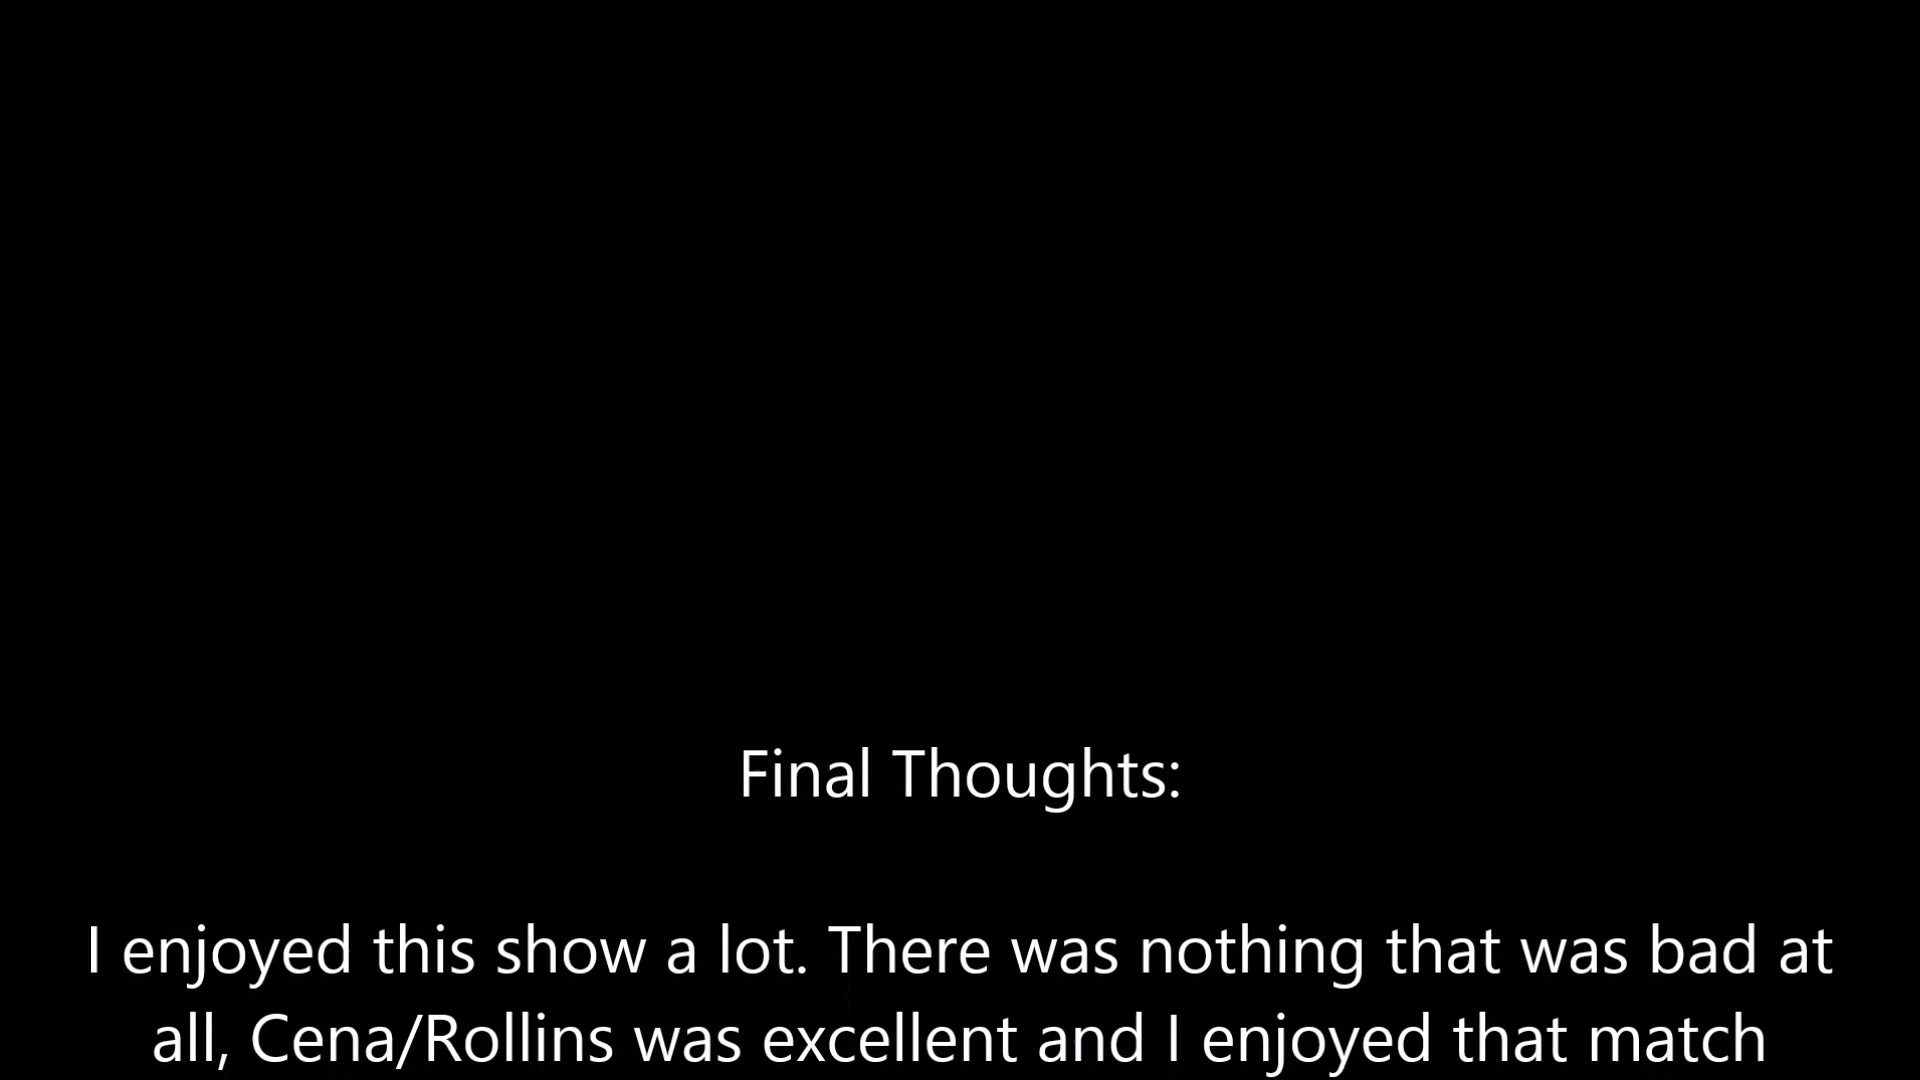 Final Thoughts:
I enjoyed this show a lot. There was nothing that was bad at
all, Cena/Rollins was excellent and I enjoyed that match